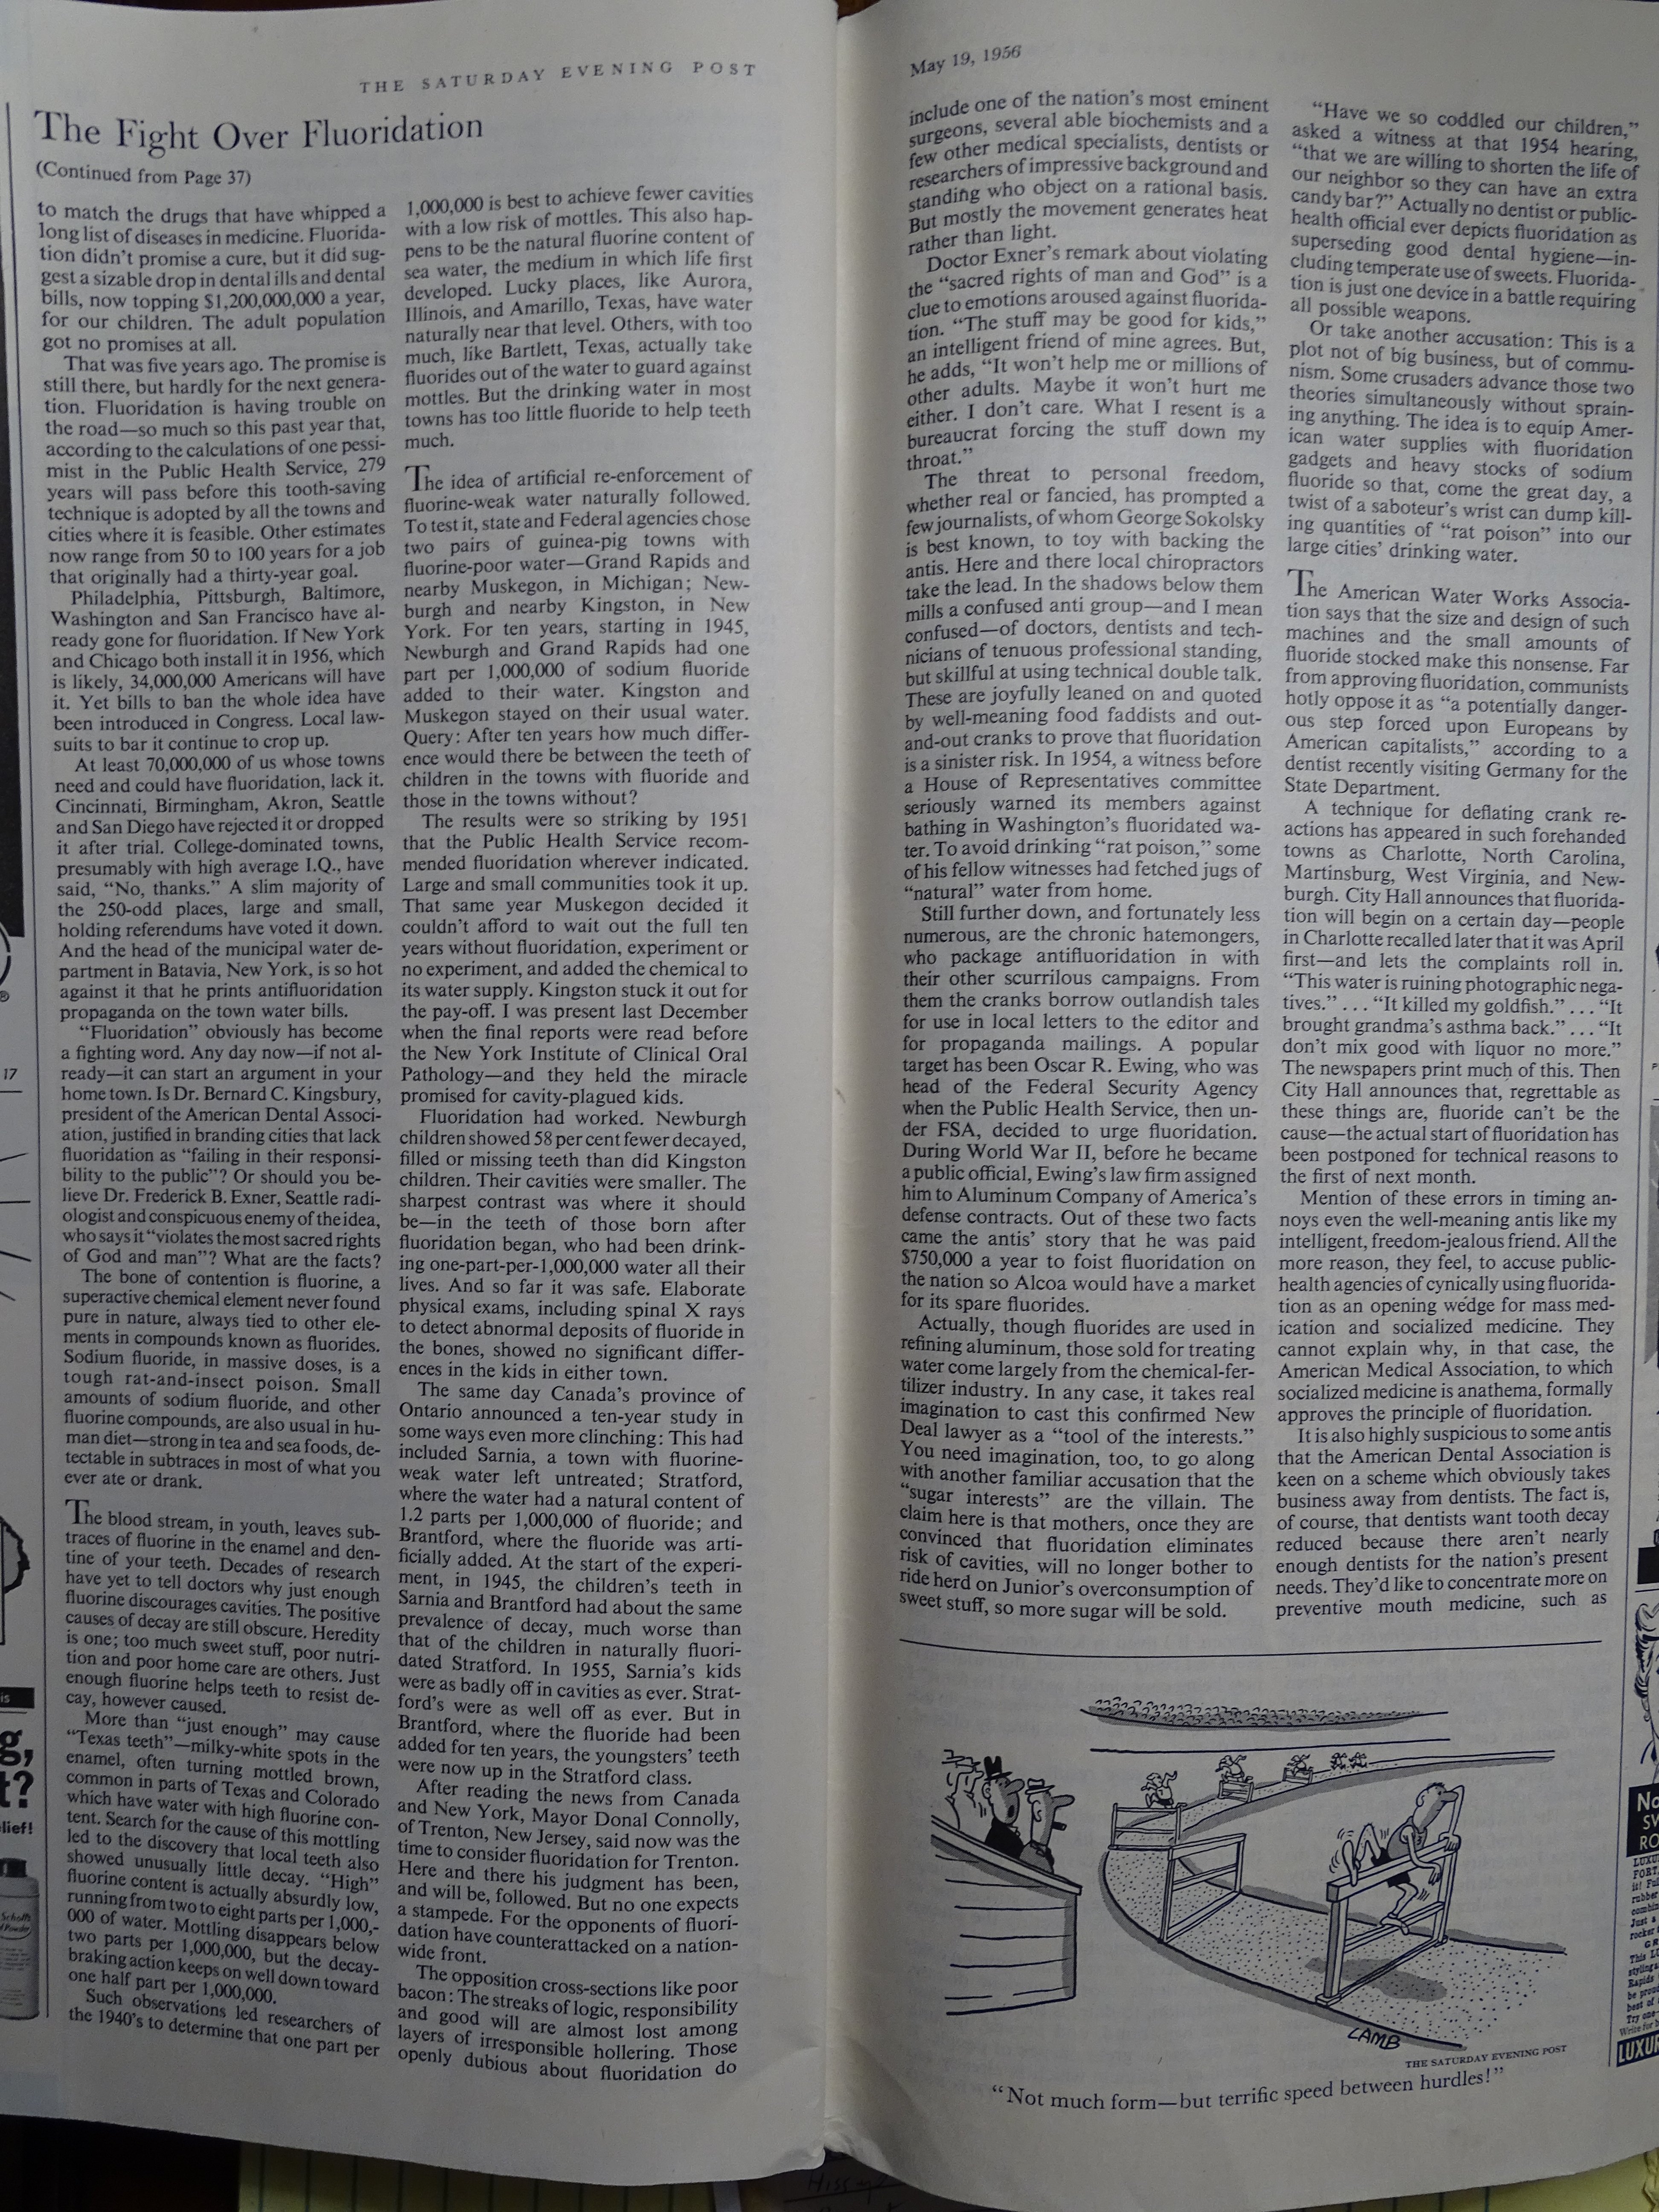 THE SATURDAY EVENING POST
The Fight Over Fluoridation
(Continued from Page 37)
to match the drugs that have whipped a
long list of diseases in medicine. Fluorida-
tion didn't promise a cure, but it did sug-
gest a sizable drop in dental ills and dental
bills, now topping $1,200,000,000 a year,
for our children. The adult population
got no promises at all.
That was five years ago. The promise is
still there, but hardly for the next genera-
tion. Fluoridation is having trouble on
the road—so much so this past year that,
according to the calculations of one pessi-
mist in the Public Health Service, 279
years will pass before this tooth-saving
technique is adopted by all the towns and
cities where it is feasible. Other estimates
now range from 50 to 100 years for a job
that originally had a thirty-year goal.
Philadelphia, Pittsburgh, Baltimore,
Washington and San Francisco have al-
ready gone for fluoridation. If New York
and Chicago both install it in 1956, which
is likely, 34,000,000 Americans will have
it. Yet bills to ban the whole idea have
been introduced in Congress. Local law-
suits to bar it continue to crop up.
At least 70,000,000 of us whose towns
need and could have fluoridation, lack it.
Cincinnati, Birmingham, Akron, Seattle
and San Diego have rejected it or dropped
it after trial. College-dominated towns,
presumably with high average I.Q., have
said, "No, thanks." A slim majority of
the 250-odd places, large and small,
holding referendums have voted it down.
And the head of the municipal water de-
partment in Batavia, New York, is so hot
against it that he prints antifluoridation
propaganda on the town water bills.
"Fluoridation" obviously has become
a fighting word. Any day now—if not al-
ready—it can start an argument in your
home town. Is Dr. Bernard C. Kingsbury,
president of the American Dental Associ-
ation, justified in branding cities that lack
fluoridation as "failing in their responsi-
bility to the public"? Or should you be-
lieve Dr. Frederick B. Exner, Seattle radi-
ologist and conspicuous enemy of the idea,
who says it "violates the most sacred rights
of God and man"? What are the facts?
The bone of contention is fluorine, a
superactive chemical element never found
pure in nature, always tied to other ele-
ments in compounds known as fluorides.
Sodium fluoride, in massive doses, is a
tough rat-and-insect poison. Small
amounts of sodium fluoride, and other
fluorine compounds, are also usual in hu-
man diet—strong in tea and sea foods, de-
tectable in subtraces in most of what you
ever ate or drank.
The blood stream, in youth, leaves sub-
traces of fluorine in the enamel and den-
tine of your teeth. Decades of research
have yet to tell doctors why just enough
fluorine discourages cavities. The positive
causes of decay are still obscure. Heredity
is one; too much sweet stuff, poor nutri-
tion and poor home care are others. Just
enough fluorine helps teeth to resist de-
cay, however caused.
More than "just enough" may cause
"Texas teeth"—milky-white spots in the
enamel, often turning mottled brown,
common in parts of Texas and Colorado
which have water with high fluorine con-
tent. Search for the cause of this mottling
led to the discovery that local teeth also
showed unusually little decay. "High"
fluorine content is actually absurdly low,
running from two to eight parts per 1,000,-
000 of water. Mottling disappears below
two parts per 1,000,000, but the decay-
braking action keeps on well down toward
one half part per 1,000,000.
Such observations led researchers of
the 1940's to determine that one part per
1,000,000 is best to achieve fewer cavities
with a low risk of mottles. This also hap-
pens to be the natural fluorine content of
sea water, the medium in which life first
developed. Lucky places, like Aurora,
Illinois, and Amarillo, Texas, have water
naturally near that level. Others, with too
much, like Bartlett, Texas, actually take
fluorides out of the water to guard against
mottles. But the drinking water in most
towns has too little fluoride to help teeth
much.
The idea of artificial re-enforcement of
fluorine-weak water naturally followed.
To test it, state and Federal agencies chose
two pairs of guinea-pig towns with
fluorine-poor water—Grand Rapids and
nearby Muskegon, in Michigan; New-
burgh and nearby Kingston, in New
York. For ten years, starting in 1945,
Newburgh and Grand Rapids had one
part per 1,000,000 of sodium fluoride
added to their water. Kingston and
Muskegon stayed on their usual water.
Query: After ten years how much differ-
ence would there be between the teeth of
children in the towns with fluoride and
those in the towns without?
The results were so striking by 1951
that the Public Health Service recom-
mended fluoridation wherever indicated.
Large and small communities took it up.
That same year Muskegon decided it
couldn't afford to wait out the full ten
years without fluoridation, experiment or
no experiment, and added the chemical to
its water supply. Kingston stuck it out for
the pay-off. I was present last December
when the final reports were read before
the New York Institute of Clinical Oral
Pathology—and they held the miracle
promised for cavity-plagued kids.
Fluoridation had worked. Newburgh
children showed 58 per cent fewer decayed,
filled or missing teeth than did Kingston
children. Their cavities were smaller. The
sharpest contrast was where it should
be—in the teeth of those born after
fluoridation began, who had been drink-
ing one-part-per-1,000,000 water all their
lives. And so far it was safe. Elaborate
physical exams, including spinal X rays
to detect abnormal deposits of fluoride in
the bones, showed no significant differ-
ences in the kids in either town.
The same day Canada's province of
Ontario announced a ten-year study in
some ways even more clinching: This had
included Sarnia, a town with fluorine-
weak water left untreated; Stratford,
where the water had a natural content of
1.2 parts per 1,000,000 of fluoride; and
Brantford, where the fluoride was arti-
ficially added. At the start of the experi-
ment, in 1945, the children's teeth in
Sarnia and Brantford had about the same
prevalence of decay, much worse than
that of the children in naturally fluori-
dated Stratford. In 1955, Sarnia's kids
were as badly off in cavities as ever. Strat-
ford's were as well off as ever. But in
Brantford, where the fluoride had been
added for ten years, the youngsters' teeth
were now up in the Stratford class.
After reading the news from Canada
and New York, Mayor Donal Connolly,
of Trenton, New Jersey, said now was the
time to consider fluoridation for Trenton.
Here and there his judgment has been,
and will be, followed. But no one expects
a stampede. For the opponents of fluori-
dation have counterattacked on a nation-
wide front.
The opposition cross-sections like poor
bacon: The streaks of logic, responsibility
and good will are almost lost among
layers of irresponsible hollering. Those
openly dubious about fluoridation do
May 19, 1956
include one of the nation's most eminent
surgeons, several able biochemists and a
few other medical specialists, dentists or
researchers of impressive background and
standing who object on a rational basis.
But mostly the movement generates heat
rather than light.
Doctor Exner's remark about violating
the "sacred rights of man and God" is a
clue to emotions aroused against fluorida-
tion. "The stuff may be good for kids,"
an intelligent friend of mine agrees. But,
he adds, "It won't help me or millions of
other adults. Maybe it won't hurt me
either. I don't care. What I resent is a
bureaucrat forcing the stuff down my
throat."
The threat to personal freedom,
whether real or fancied, has prompted a
few journalists, of whom George Sokolsky
is best known, to toy with backing the
antis. Here and there local chiropractors
take the lead. In the shadows below them
mills a confused anti group—and I mean
confused—of doctors, dentists and tech-
nicians of tenuous professional standing,
but skillful at using technical double talk.
These are joyfully leaned on and quoted
by well-meaning food faddists and out-
and-out cranks to prove that fluoridation
is a sinister risk. In 1954, a witness before
a House of Representatives committee
seriously warned its members against
bathing in Washington's fluoridated wa-
ter. To avoid drinking "rat poison," some
of his fellow witnesses had fetched jugs of
"natural" water from home.
Still further down, and fortunately less
numerous, are the chronic hatemongers,
who package antifluoridation in with
their other scurrilous campaigns. From
them the cranks borrow outlandish tales
for use in local letters to the editor and
for propaganda mailings. A popular
target has been Oscar R. Ewing, who was
head of the Federal Security Agency
when the Public Health Service, then un-
der FSA, decided to urge fluoridation.
During World War II, before he became
a public official, Ewing's law firm assigned
him to Aluminum Company of America's
defense contracts. Out of these two facts
came the antis' story that he was paid
$750,000 a year to foist fluoridation on
the nation so Alcoa would have a market
for its spare fluorides.
Actually, though fluorides are used in
refining aluminum, those sold for treating
water come largely from the chemical-fer-
tilizer industry. In any case, it takes real
imagination to cast this confirmed New
Deal lawyer as a "tool of the interests."
You need imagination, too, to go along
with another familiar accusation that the
"sugar interests" are the villain. The
claim here is that mothers, once they are
convinced that fluoridation eliminates
risk of cavities, will no longer bother to
ride herd on Junior's overconsumption of
sweet stuff, so more sugar will be sold.
"Have we so coddled our children,"
asked a witness at that 1954 hearing,
"that we are willing to shorten the life of
our neighbor so they can have an extra
candy bar?" Actually no dentist or public-
health official ever depicts fluoridation as
superseding good dental hygiene—in-
cluding temperate use of sweets. Fluorida-
tion is just one device in a battle requiring
all possible weapons.
Or take another accusation: This is a
plot not of big business, but of commu-
nism. Some crusaders advance those two
theories simultaneously without sprain-
ing anything. The idea is to equip Amer-
ican water supplies with fluoridation
gadgets and heavy stocks of sodium
fluoride so that, come the great day, a
twist of a saboteur's wrist can dump kill-
ing quantities of "rat poison" into our
large cities' drinking water.
The American Water Works Associa-
tion says that the size and design of such
machines and the small amounts of
fluoride stocked make this nonsense. Far
from approving fluoridation, communists
hotly oppose it as "a potentially danger-
ous step forced upon Europeans by
American capitalists," according to a
dentist recently visiting Germany for the
State Department.
A technique for deflating crank re-
actions has appeared in such forehanded
towns as Charlotte, North Carolina,
Martinsburg, West Virginia, and New-
burgh. City Hall announces that fluorida-
tion will begin on a certain day—people
in Charlotte recalled later that it was April
first—and lets the complaints roll in.
"This water is ruining photographic nega-
tives." . . . "It killed my goldfish." . . . "It
brought grandma's asthma back." . . . "It
don't mix good with liquor no more."
The newspapers print much of this. Then
City Hall announces that, regrettable as
these things are, fluoride can't be the
cause—the actual start of fluoridation has
been postponed for technical reasons to
the first of next month.
Mention of these errors in timing an-
noys even the well-meaning antis like my
intelligent, freedom-jealous friend. All the
more reason, they feel, to accuse public-
health agencies of cynically using fluorida-
tion as an opening wedge for mass med-
ication and socialized medicine. They
cannot explain why, in that case, the
American Medical Association, to which
socialized medicine is anathema, formally
approves the principle of fluoridation.
It is also highly suspicious to some antis
that the American Dental Association is
keen on a scheme which obviously takes
business away from dentists. The fact is,
of course, that dentists want tooth decay
reduced because there aren't nearly
enough dentists for the nation's present
needs. They'd like to concentrate more on
preventive mouth medicine, such as
LAMB
THE SATURDAY EVENING POST
"Not much form—but terrific speed between hurdles!"
17
is
g,
t?
lief!
No
SV
RO
LUXU